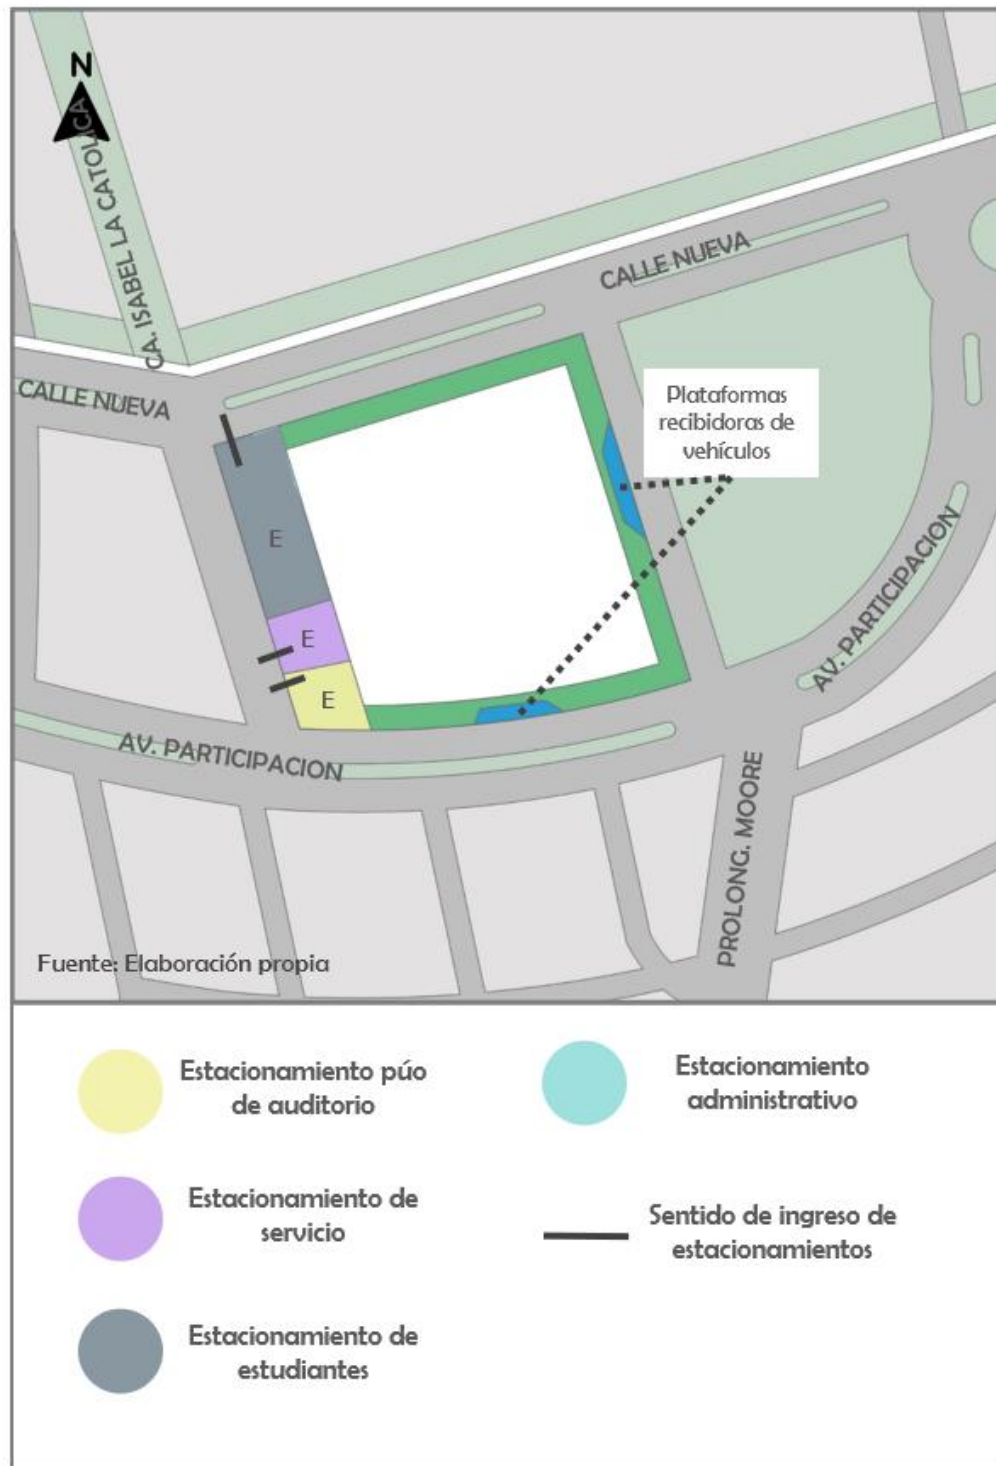 N
CA. ISABEL LA CATOLICA
CALLE NUEVA
CALLE NUEVA
Plataformas
recibidoras de
vehículos
E
E
E
AV. PARTICIPACION
AV. PARTICIPACION
PROLONG. MOORE
Fuente: Elaboración propia
Estacionamiento púo
de auditorio
Estacionamiento
administrativo
Estacionamiento de
servicio
Sentido de ingreso de
estacionamientos
Estacionamiento de
estudiantes